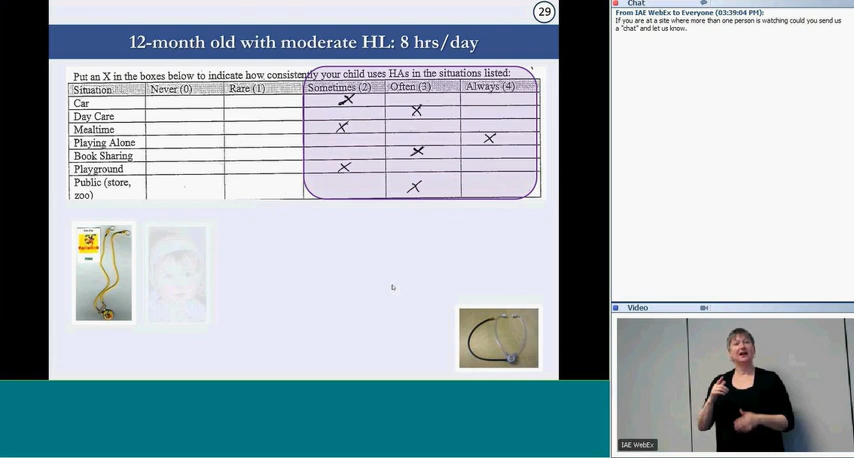 29
12-month old with moderate HL: 8 hrs/day
Put an X in the boxes below to indicate how consistently your child uses HAs in the situations listed:
Situation Never (0) Rare (1) Sometimes (2) Often (3) Always (4)
Car X
Day Care X
Mealtime X
Playing Alone X
Book Sharing X
Playground X
Public (store, X
zoo)
Chat
From IAE WebEx to Everyone (03:39:04 PM):
If you are at a site where more than one person is watching could you send us
a "chat" and let us know.
Video
IAE WebEx